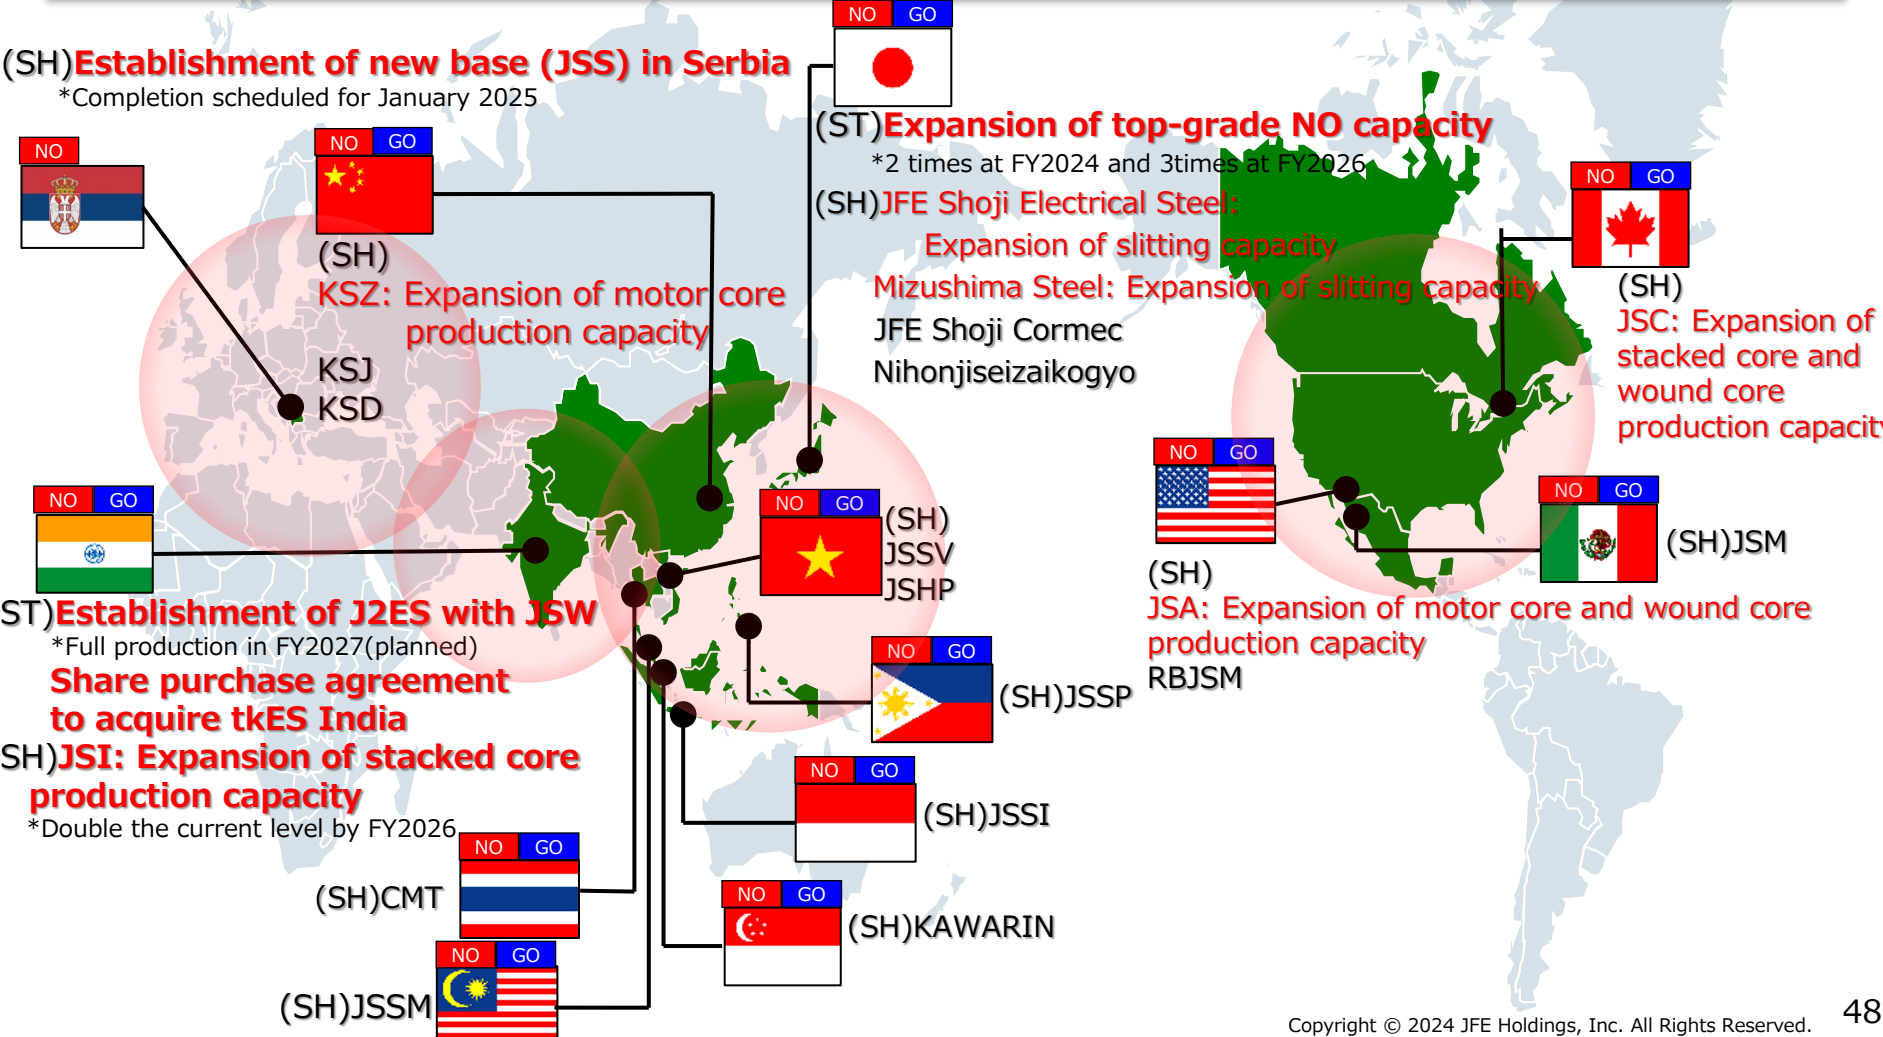 (SH)Establishment of new base (JSS) in Serbia
*Completion scheduled for January 2025
NO
NO GO
(SH)
KSZ: Expansion of motor core
production capacity
KSJ
KSD
NO GO
(ST)Expansion of top-grade NO capacity
*2 times at FY2024 and 3times at FY2026
(SH)JFE Shoji Electrical Steel:
Expansion of slitting capacity
Mizushima Steel: Expansion of slitting capacity
JFE Shoji Cormec
Nihonjiseizaikogyo
NO GO
(SH)
JSC: Expansion of
stacked core and
wound core
production capacity
NO GO
ST)Establishment of J2ES with JSW
*Full production in FY2027(planned)
Share purchase agreement
to acquire tkES India
SH)JSI: Expansion of stacked core
production capacity
*Double the current level by FY2026
NO GO
(SH)
JSSV
JSHP
NO GO
(SH)
JSA: Expansion of motor core and wound core
production capacity
RBJSM
NO GO
(SH)JSM
NO GO
(SH)JSSP
NO GO
(SH)JSSI
NO GO
(SH)CMT
NO GO
(SH)KAWARIN
NO GO
(SH)JSSM
Copyright © 2024 JFE Holdings, Inc. All Rights Reserved.
48